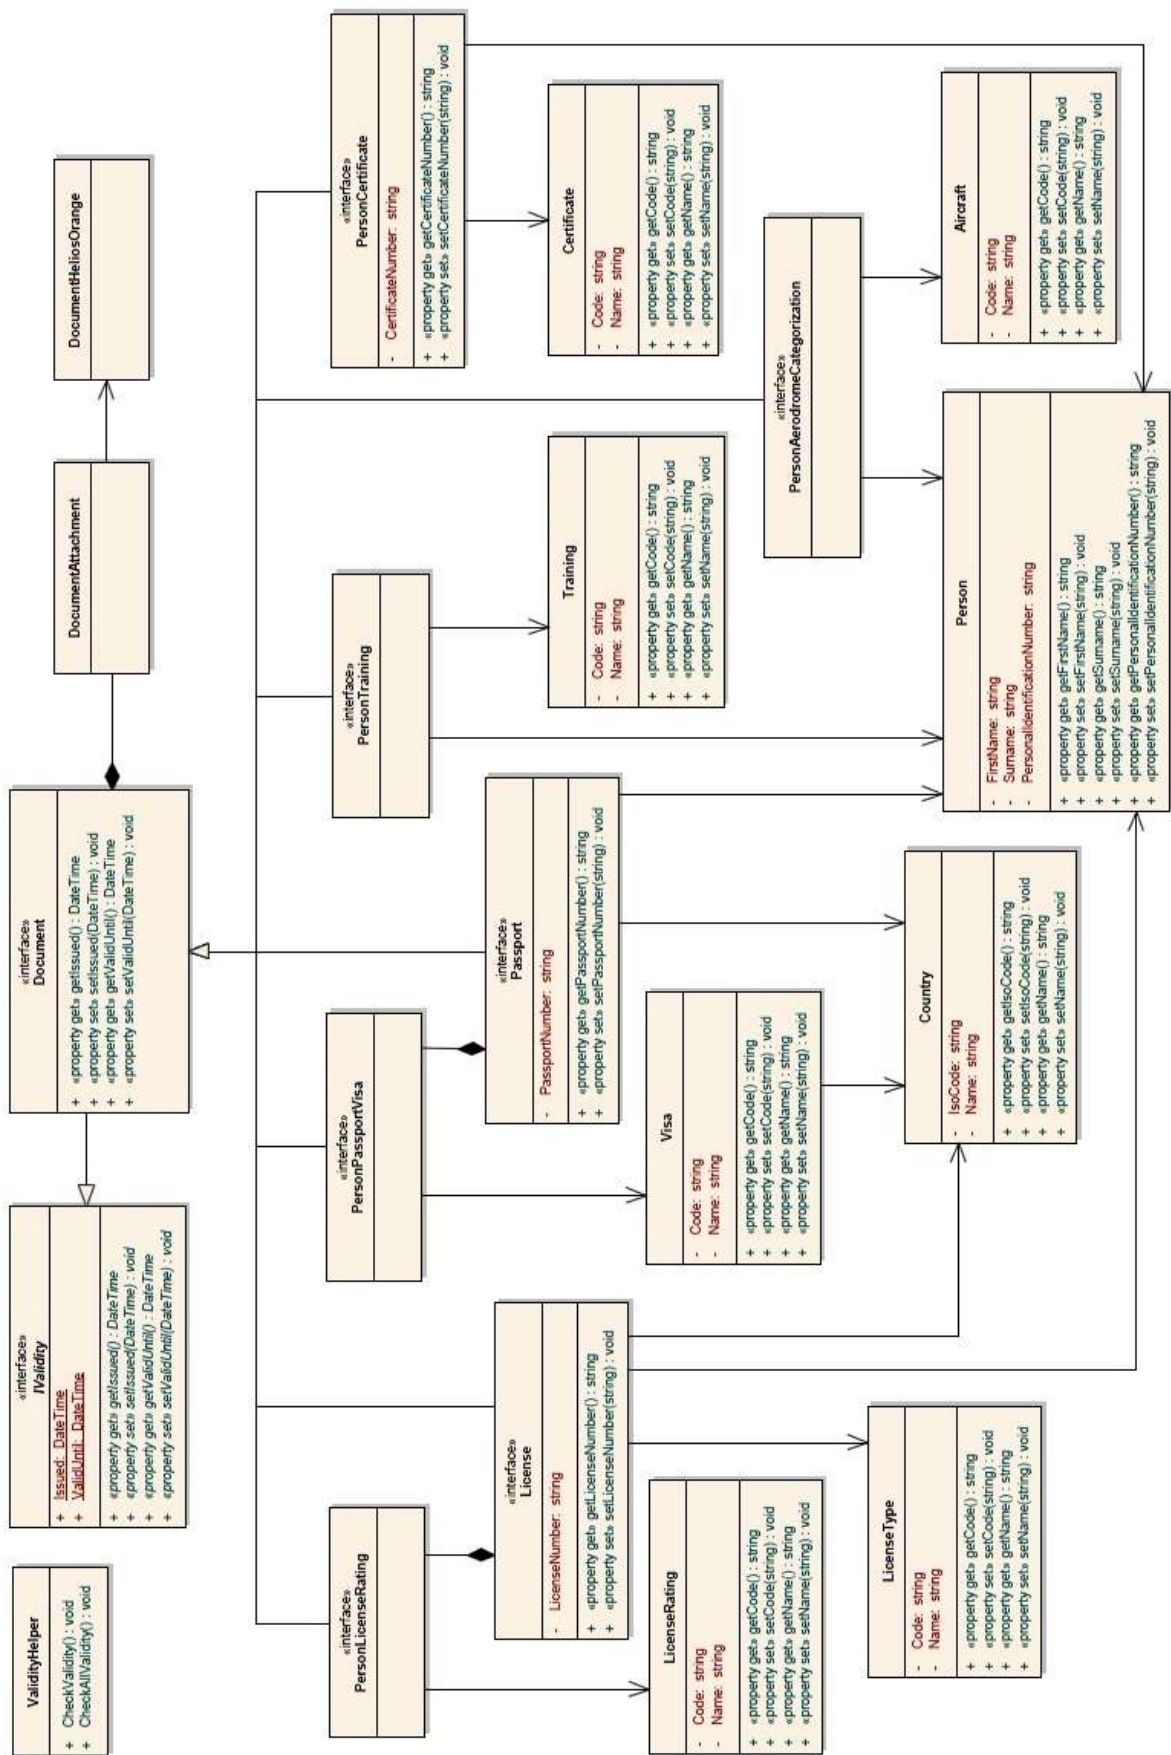 ValidityHelper
+ CheckValidity() : void
+ CheckAllValidity() : void
«interface»
IValidity
+ Issued: DateTime
+ ValidUntil: DateTime
+ «property get» getIssued() : DateTime
+ «property set» setIssued(DateTime) : void
+ «property get» getValidUntil() : DateTime
+ «property set» setValidUntil(DateTime) : void
«interface»
Document
+ «property get» getIssued() : DateTime
+ «property set» setIssued(DateTime) : void
+ «property get» getValidUntil() : DateTime
+ «property set» setValidUntil(DateTime) : void
DocumentAttachment
DocumentHeliosOrange
«interface»
PersonLicenseRating
«interface»
PersonPassportVisa
«interface»
PersonTraining
«interface»
PersonCertificate
- CertificateNumber: string
+ «property get» getCertificateNumber() : string
+ «property set» setCertificateNumber(string) : void
«interface»
License
- LicenseNumber: string
+ «property get» getLicenseNumber() : string
+ «property set» setLicenseNumber(string) : void
«interface»
Passport
- PassportNumber: string
+ «property get» getPassportNumber() : string
+ «property set» setPassportNumber(string) : void
Training
- Code: string
- Name: string
+ «property get» getCode() : string
+ «property set» setCode(string) : void
+ «property get» getName() : string
+ «property set» setName(string) : void
Certificate
- Code: string
- Name: string
+ «property get» getCode() : string
+ «property set» setCode(string) : void
+ «property get» getName() : string
+ «property set» setName(string) : void
LicenseRating
- Code: string
- Name: string
+ «property get» getCode() : string
+ «property set» setCode(string) : void
+ «property get» getName() : string
+ «property set» setName(string) : void
Visa
- Code: string
- Name: string
+ «property get» getCode() : string
+ «property set» setCode(string) : void
+ «property get» getName() : string
+ «property set» setName(string) : void
«interface»
PersonAerodromeCategorization
LicenseType
- Code: string
- Name: string
+ «property get» getCode() : string
+ «property set» setCode(string) : void
+ «property get» getName() : string
+ «property set» setName(string) : void
Country
- IsoCode: string
- Name: string
+ «property get» getIsoCode() : string
+ «property set» setIsoCode(string) : void
+ «property get» getName() : string
+ «property set» setName(string) : void
Person
- FirstName: string
- Surname: string
- PersonalIdentificationNumber: string
+ «property get» getFirstName() : string
+ «property set» setFirstName(string) : void
+ «property get» getSurname() : string
+ «property set» setSurname(string) : void
+ «property get» getPersonalIdentificationNumber() : string
+ «property set» setPersonalIdentificationNumber(string) : void
Aircraft
- Code: string
- Name: string
+ «property get» getCode() : string
+ «property set» setCode(string) : void
+ «property get» getName() : string
+ «property set» setName(string) : void